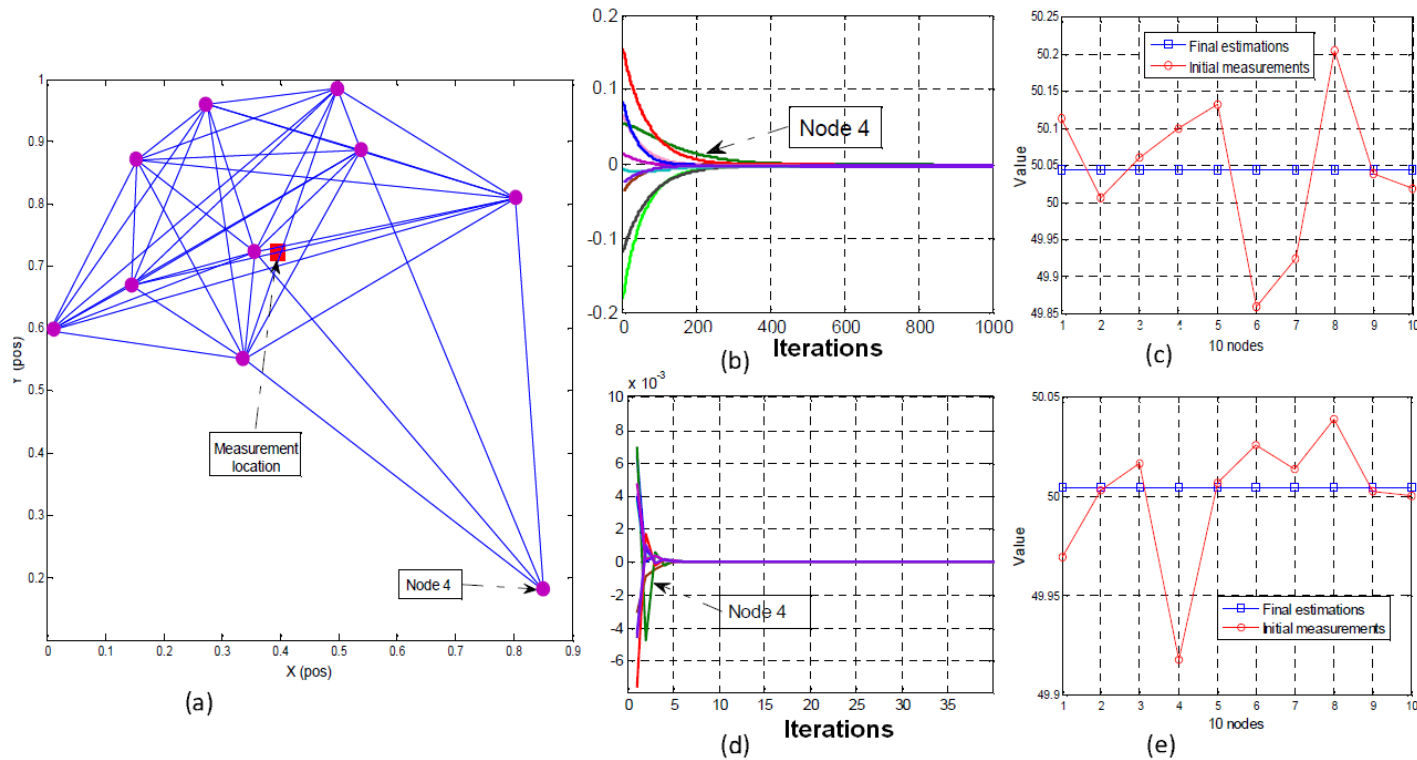 1
0.9
0.8
0.7
0.6
0.5
0.4
0.3
0.2
Y (pos)
0 0.1 0.2 0.3 0.4 0.5 0.6 0.7 0.8 0.9
X (pos)
Measurement
location
Node 4
(a)
0.2
0.1
0
-0.1
-0.2
0 200 400 600 800 1000
Node 4
Iterations
(b)
50.25
50.2
50.15
50.1
50.05
50
49.95
49.9
49.85
Value
Final estimations
Initial measurements
1 2 3 4 5 6 7 8 9 10
10 nodes
(c)
x 10-3
10
8
6
4
2
0
-2
-4
-6
0 5 10 15 20 25 30 35
Node 4
Iterations
(d)
50.05
50
49.95
49.9
Value
Final estimations
Initial measurements
1 2 3 4 5 6 7 8 9 10
10 nodes
(e)